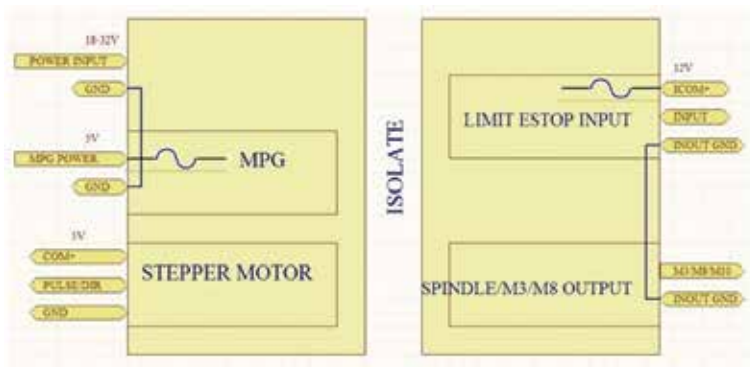 18-32V
POWER INPUT
GND
5V
MPG POWER
GND
MPG
5V
COM+
PULSE/DIR
GND
STEPPER MOTOR
ISOLATE
12V
ICOM+
INPUT
INOUT GND
LIMIT ESTOP INPUT
M3/M8/M10
INOUT GND
SPINDLE/M3/M8 OUTPUT